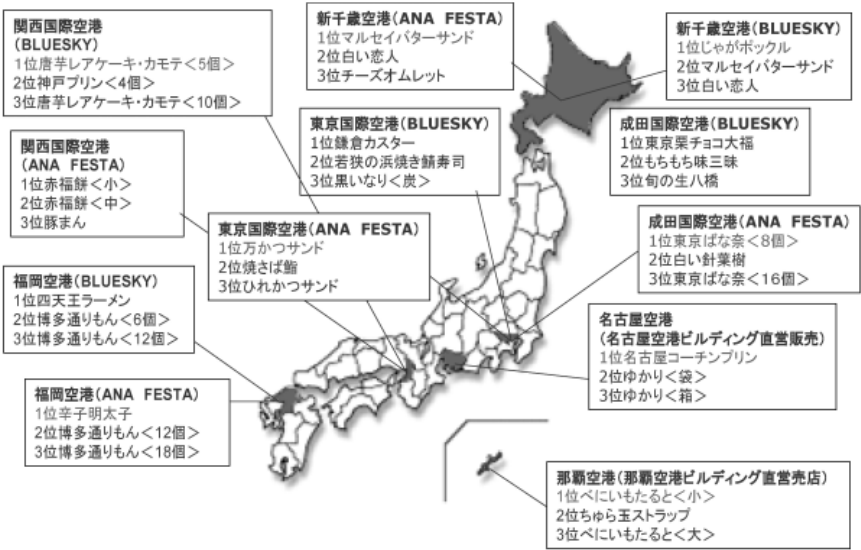 関西国際空港
(BLUESKY)
1位唐芋レアケーキ・カモテ<5個>
2位神戸プリン<4個>
3位唐芋レアケーキ・カモテ<10個>
新千歳空港(ANA FESTA)
1位マルセイバターサンド
2位白い恋人
3位チーズオムレット
新千歳空港(BLUESKY)
1位じゃがポックル
2位マルセイバターサンド
3位白い恋人
関西国際空港
(ANA FESTA)
1位赤福餅<小>
2位赤福餅<中>
3位豚まん
東京国際空港(BLUESKY)
1位鎌倉カスター
2位若狭の浜焼き鯖寿司
3位黒いなり<炭>
成田国際空港(BLUESKY)
1位東京栗チョコ大福
2位もちもち味三昧
3位旬の生八橋
東京国際空港(ANA FESTA)
1位万かつサンド
2位焼さば鮨
3位ひれかつサンド
成田国際空港(ANA FESTA)
1位東京ばな奈<8個>
2位白い針葉樹
3位東京ばな奈<16個>
福岡空港(BLUESKY)
1位四天王ラーメン
2位博多通りもん<6個>
3位博多通りもん<12個>
名古屋空港
(名古屋空港ビルディング直営販売)
1位名古屋コーチンプリン
2位ゆかり<袋>
3位ゆかり<箱>
福岡空港(ANA FESTA)
1位辛子明太子
2位博多通りもん<12個>
3位博多通りもん<18個>
那覇空港(那覇空港ビルディング直営売店)
1位べにいもたると<小>
2位ちゅら玉ストラップ
3位べにいもたると<大>